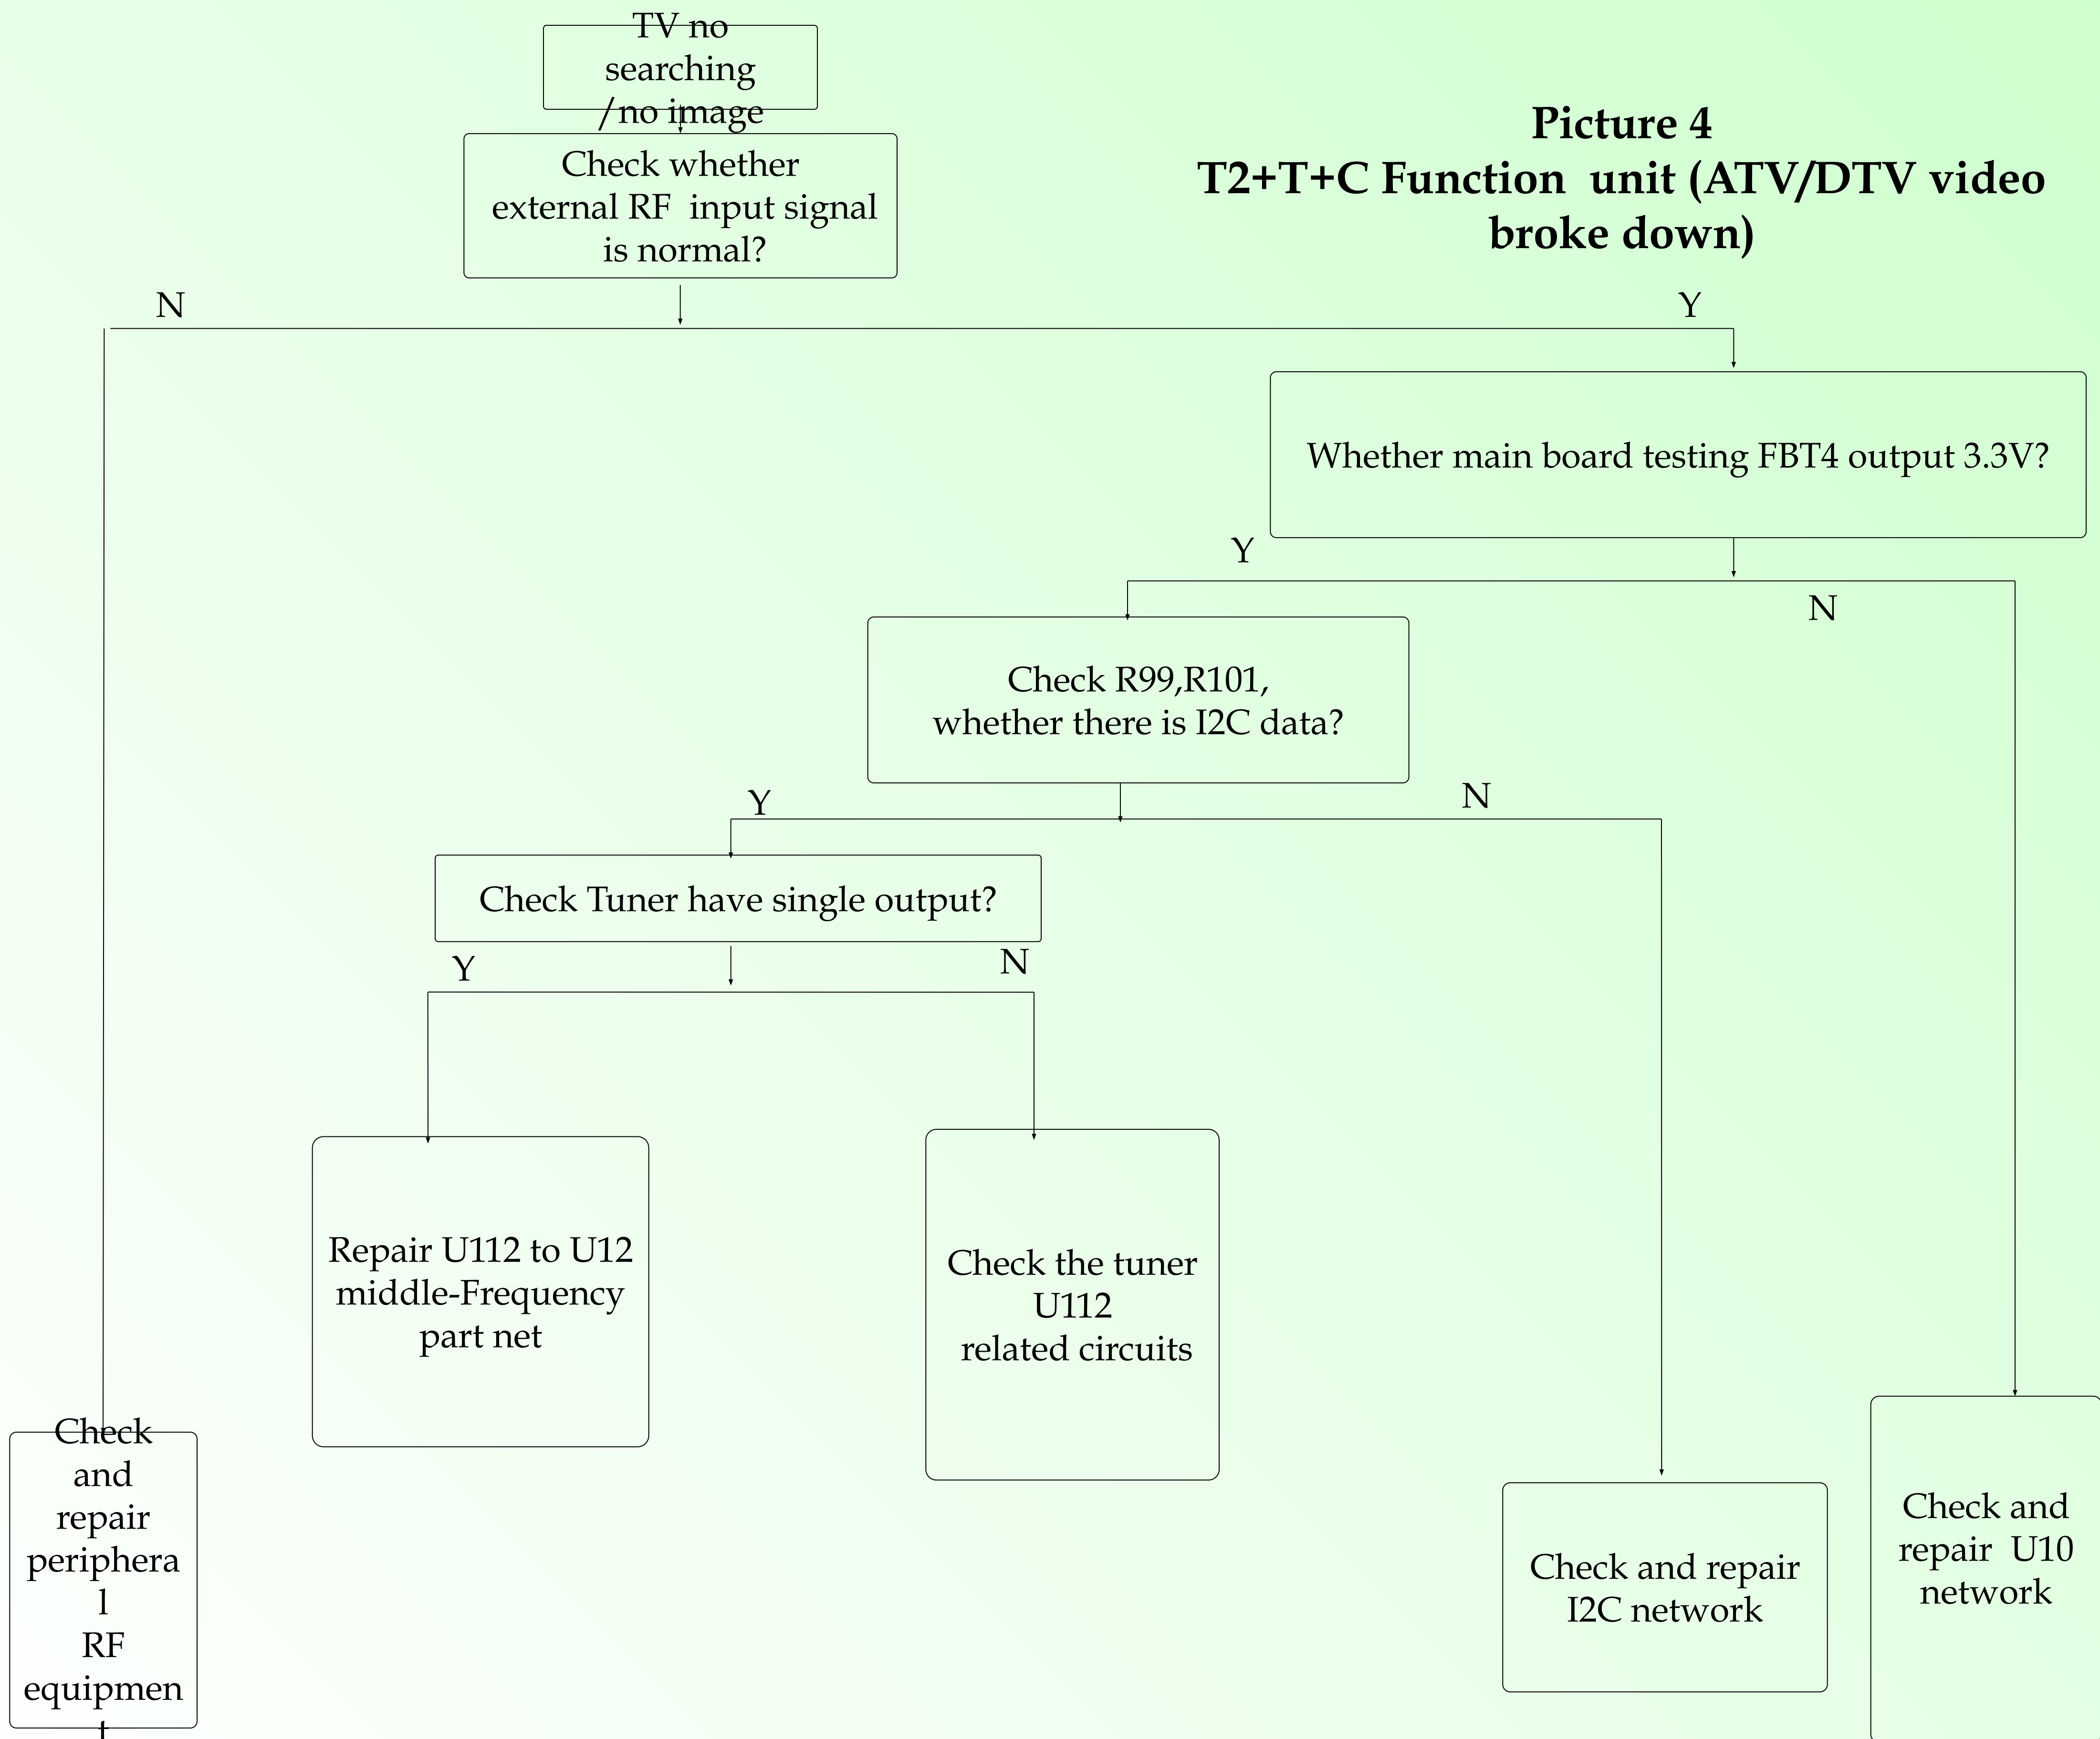 TV no
searching
/no image
Picture 4
T2+T+C Function unit (ATV/DTV video
broke down)
Check whether
external RF input signal
is normal?
N
Y
Whether main board testing FBT4 output 3.3V?
Y
N
Check R99,R101,
whether there is I2C data?
Y
N
Check Tuner have single output?
Y
N
Repair U112 to U12
middle-Frequency
part net
Check the tuner
U112
related circuits
Check
and
repair
periphera
l
RF
equipmen
t
Check and repair
I2C network
Check and
repair U10
network